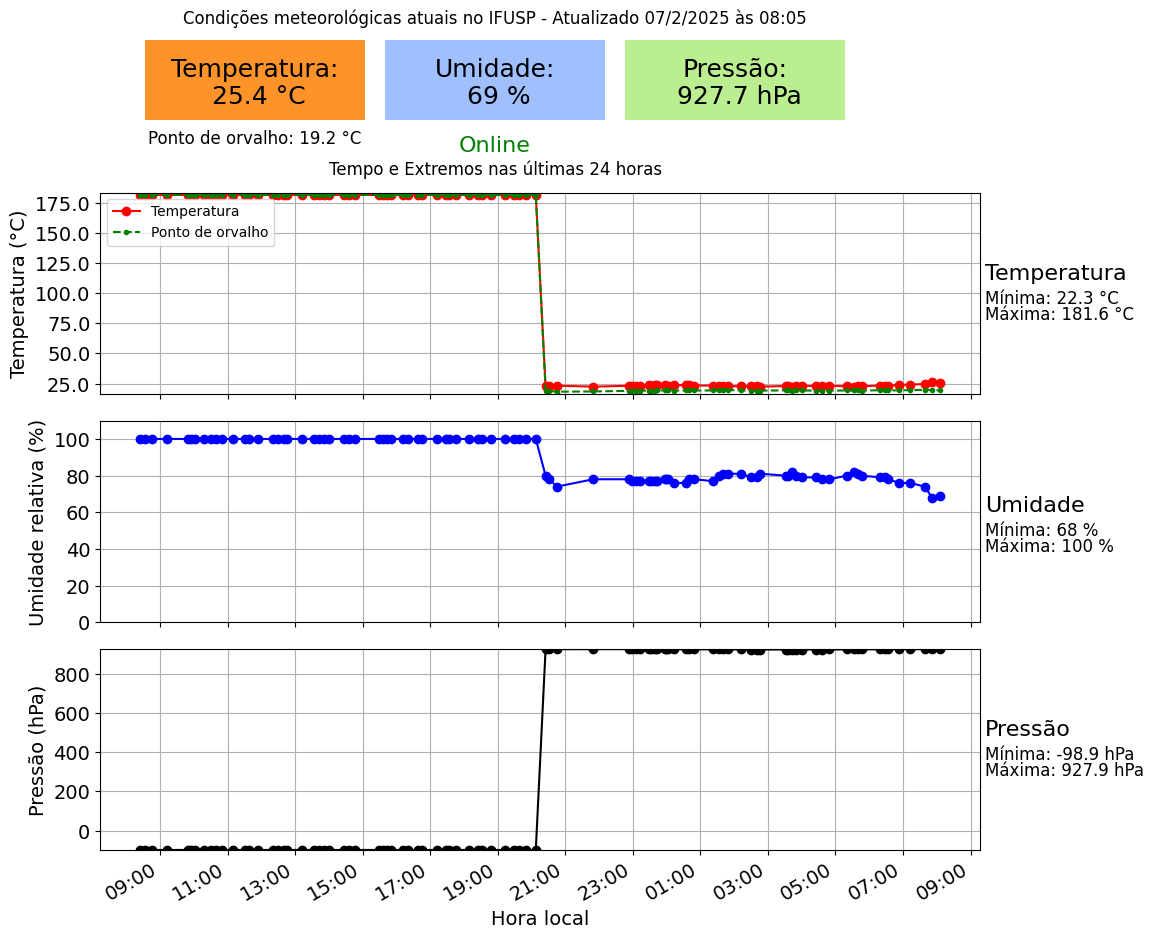 Condições meteorológicas atuais no IFUSP - Atualizado 07/2/2025 às 08:05
Temperatura:
25.4 °C
Umidade:
69 %
Pressão:
927.7 hPa
Ponto de orvalho: 19.2 °C
Online
Tempo e Extremos nas últimas 24 horas
Temperatura (°C)
175.0
150.0
125.0
100.0
75.0
50.0
25.0
Temperatura
Ponto de orvalho
Temperatura
Mínima: 22.3 °C
Máxima: 181.6 °C
Umidade relativa (%)
100
80
60
40
20
0
Umidade
Mínima: 68 %
Máxima: 100 %
Pressão (hPa)
800
600
400
200
0
Pressão
Mínima: -98.9 hPa
Máxima: 927.9 hPa
09:00 11:00 13:00 15:00 17:00 19:00 21:00 23:00 01:00 03:00 05:00 07:00 09:00
Hora local